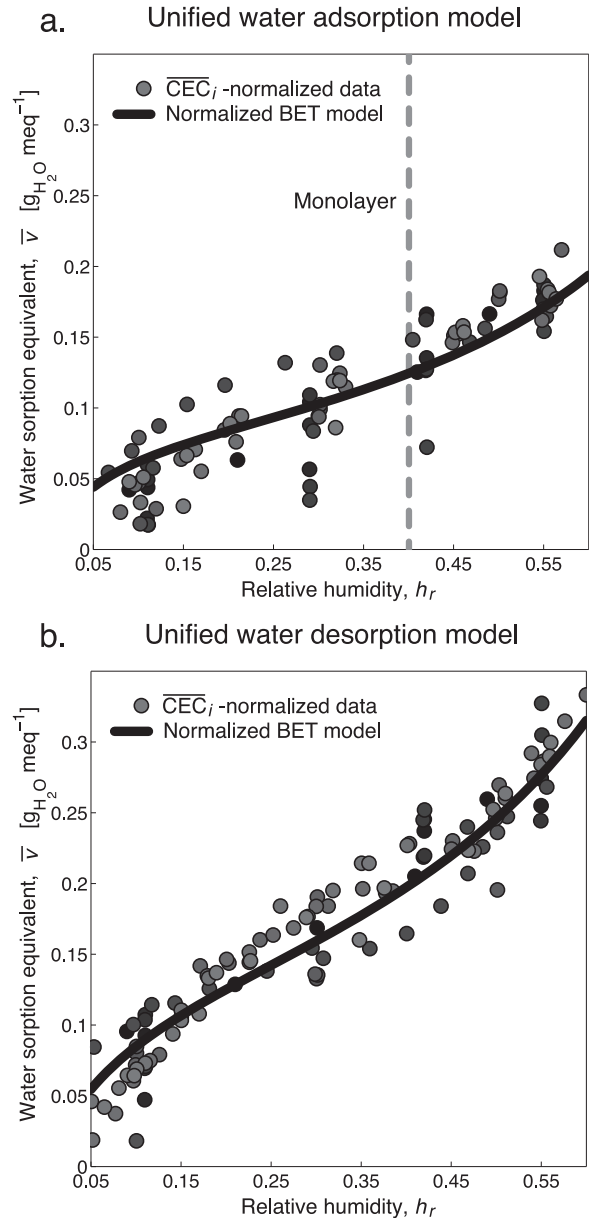 a. Unified water adsorption model
CEC̅ᵢ -normalized data
Normalized BET model
Monolayer
Water sorption equivalent, v̅ [g_H₂O meq⁻¹]
0.3
0.25
0.2
0.15
0.1
0.05
0
0.05 0.15 0.25 0.35 0.45 0.55
Relative humidity, hᵣ
b. Unified water desorption model
CEC̅ᵢ -normalized data
Normalized BET model
Water sorption equivalent, v̅ [g_H₂O meq⁻¹]
0.3
0.25
0.2
0.15
0.1
0.05
0
0.05 0.15 0.25 0.35 0.45 0.55
Relative humidity, hᵣ